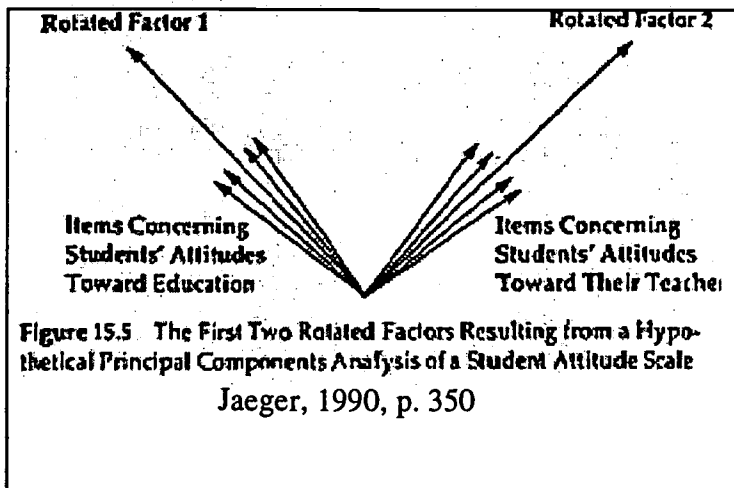 Rotated Factor 1
Rotated Factor 2
Items Concerning
Students' Attitudes
Toward Education
Items Concerning
Students' Attitudes
Toward Their Teacher
Figure 15.5 The First Two Rotated Factors Resulting from a Hypo-
thetical Principal Components Analysis of a Student Attitude Scale
Jaeger, 1990, p. 350